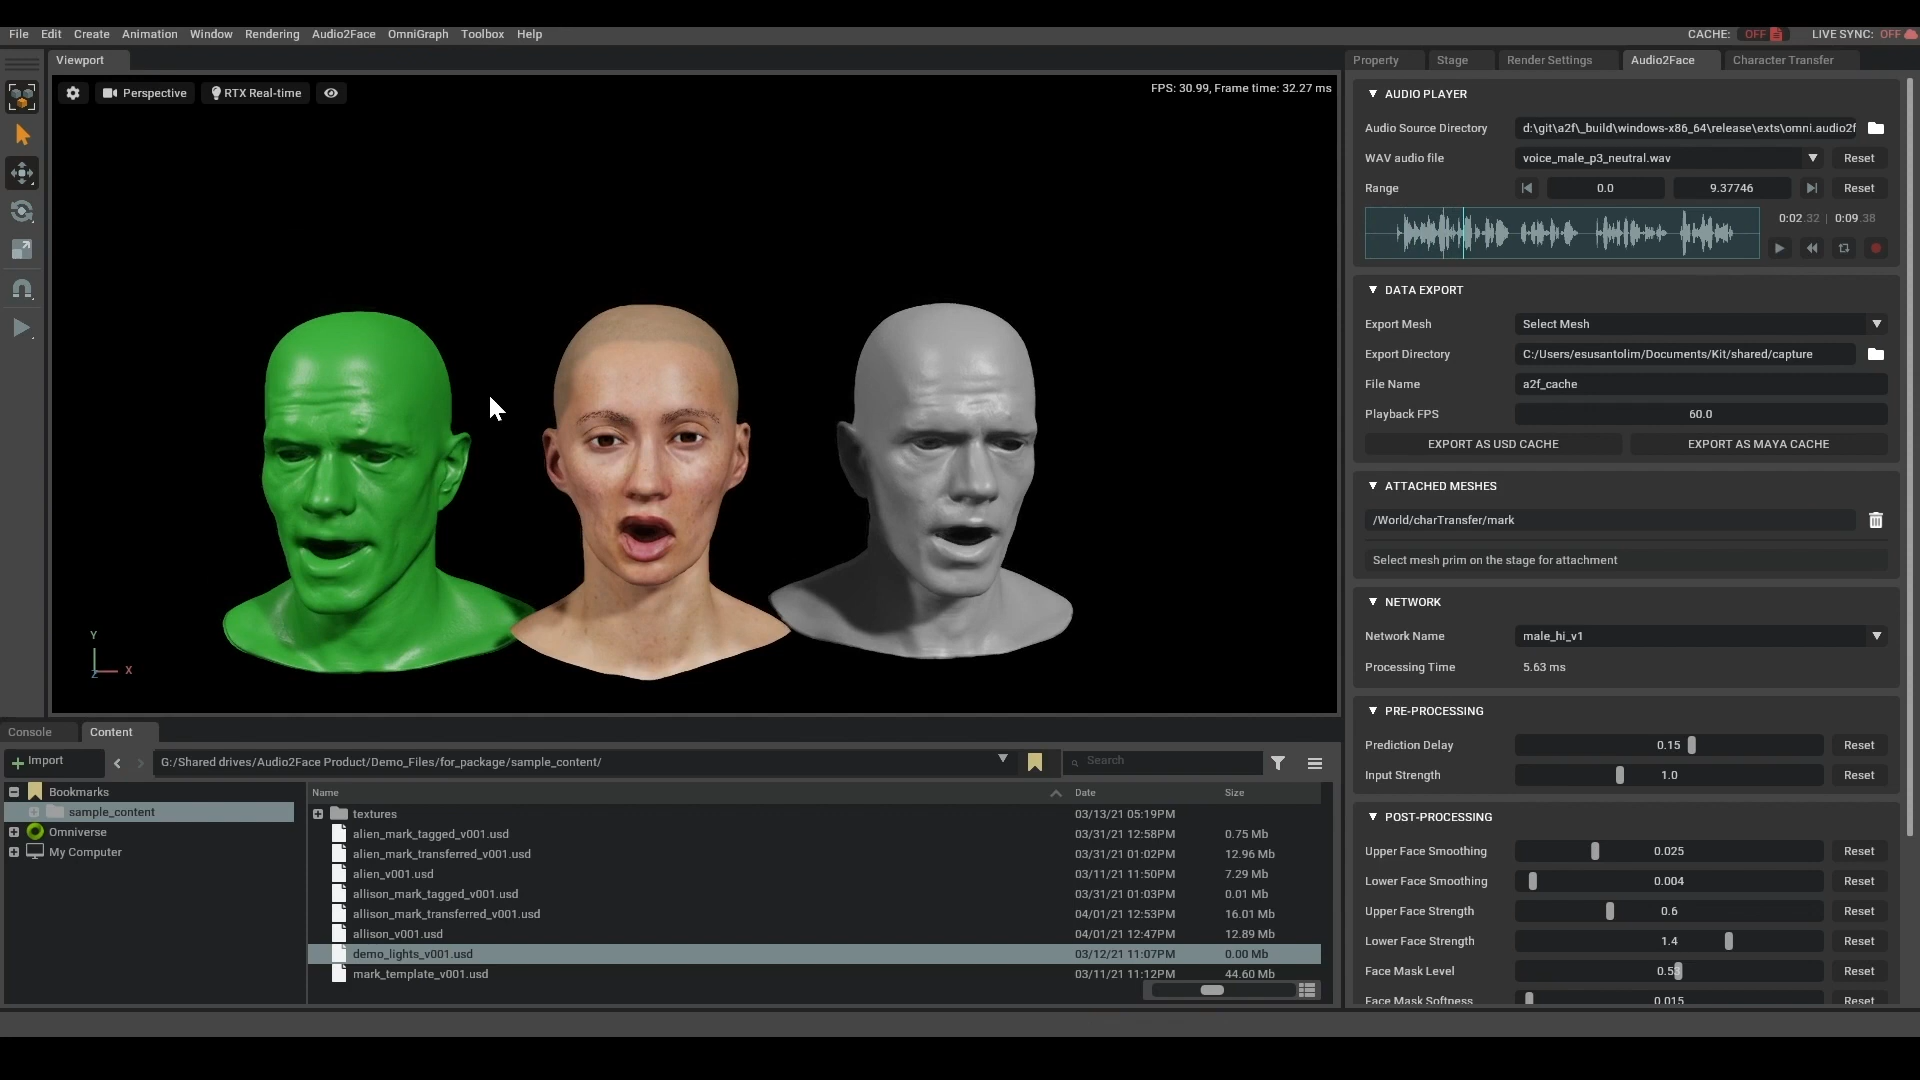 File Edit Create Animation Window Rendering Audio2Face OmniGraph Toolbox Help CACHE: OFF LIVE SYNC: OFF
Viewport
Perspective RTX Real-time FPS: 30.99, Frame time: 32.27 ms
Y
X
Z
Property Stage Render Settings Audio2Face Character Transfer
AUDIO PLAYER
Audio Source Directory d:\git\a2f\_build\windows-x86_64\release\exts\omni.audio2f
WAV audio file voice_male_p3_neutral.wav Reset
Range 0.0 9.37746 Reset
0:02.32 | 0:09.38
DATA EXPORT
Export Mesh Select Mesh
Export Directory C:/Users/esusantolim/Documents/Kit/shared/capture
File Name a2f_cache
Playback FPS 60.0
EXPORT AS USD CACHE EXPORT AS MAYA CACHE
ATTACHED MESHES
/World/charTransfer/mark
Select mesh prim on the stage for attachment
NETWORK
Network Name male_hi_v1
Processing Time 5.63 ms
PRE-PROCESSING
Prediction Delay 0.15 Reset
Input Strength 1.0 Reset
POST-PROCESSING
Upper Face Smoothing 0.025 Reset
Lower Face Smoothing 0.004 Reset
Upper Face Strength 0.6 Reset
Lower Face Strength 1.4 Reset
Face Mask Level 0.53 Reset
Face Mask Softness 0.015 Reset
Console Content
Import G:/Shared drives/Audio2Face Product/Demo_Files/for_package/sample_content/ Search
Bookmarks
sample_content
Omniverse
My Computer
Name Date Size
textures 03/13/21 05:19PM
alien_mark_tagged_v001.usd 03/31/21 12:58PM 0.75 Mb
alien_mark_transferred_v001.usd 03/31/21 01:02PM 12.96 Mb
alien_v001.usd 03/11/21 11:50PM 7.29 Mb
allison_mark_tagged_v001.usd 03/31/21 01:03PM 0.01 Mb
allison_mark_transferred_v001.usd 04/01/21 12:53PM 16.01 Mb
allison_v001.usd 04/01/21 12:47PM 12.89 Mb
demo_lights_v001.usd 03/12/21 11:07PM 0.00 Mb
mark_template_v001.usd 03/11/21 11:12PM 44.60 Mb